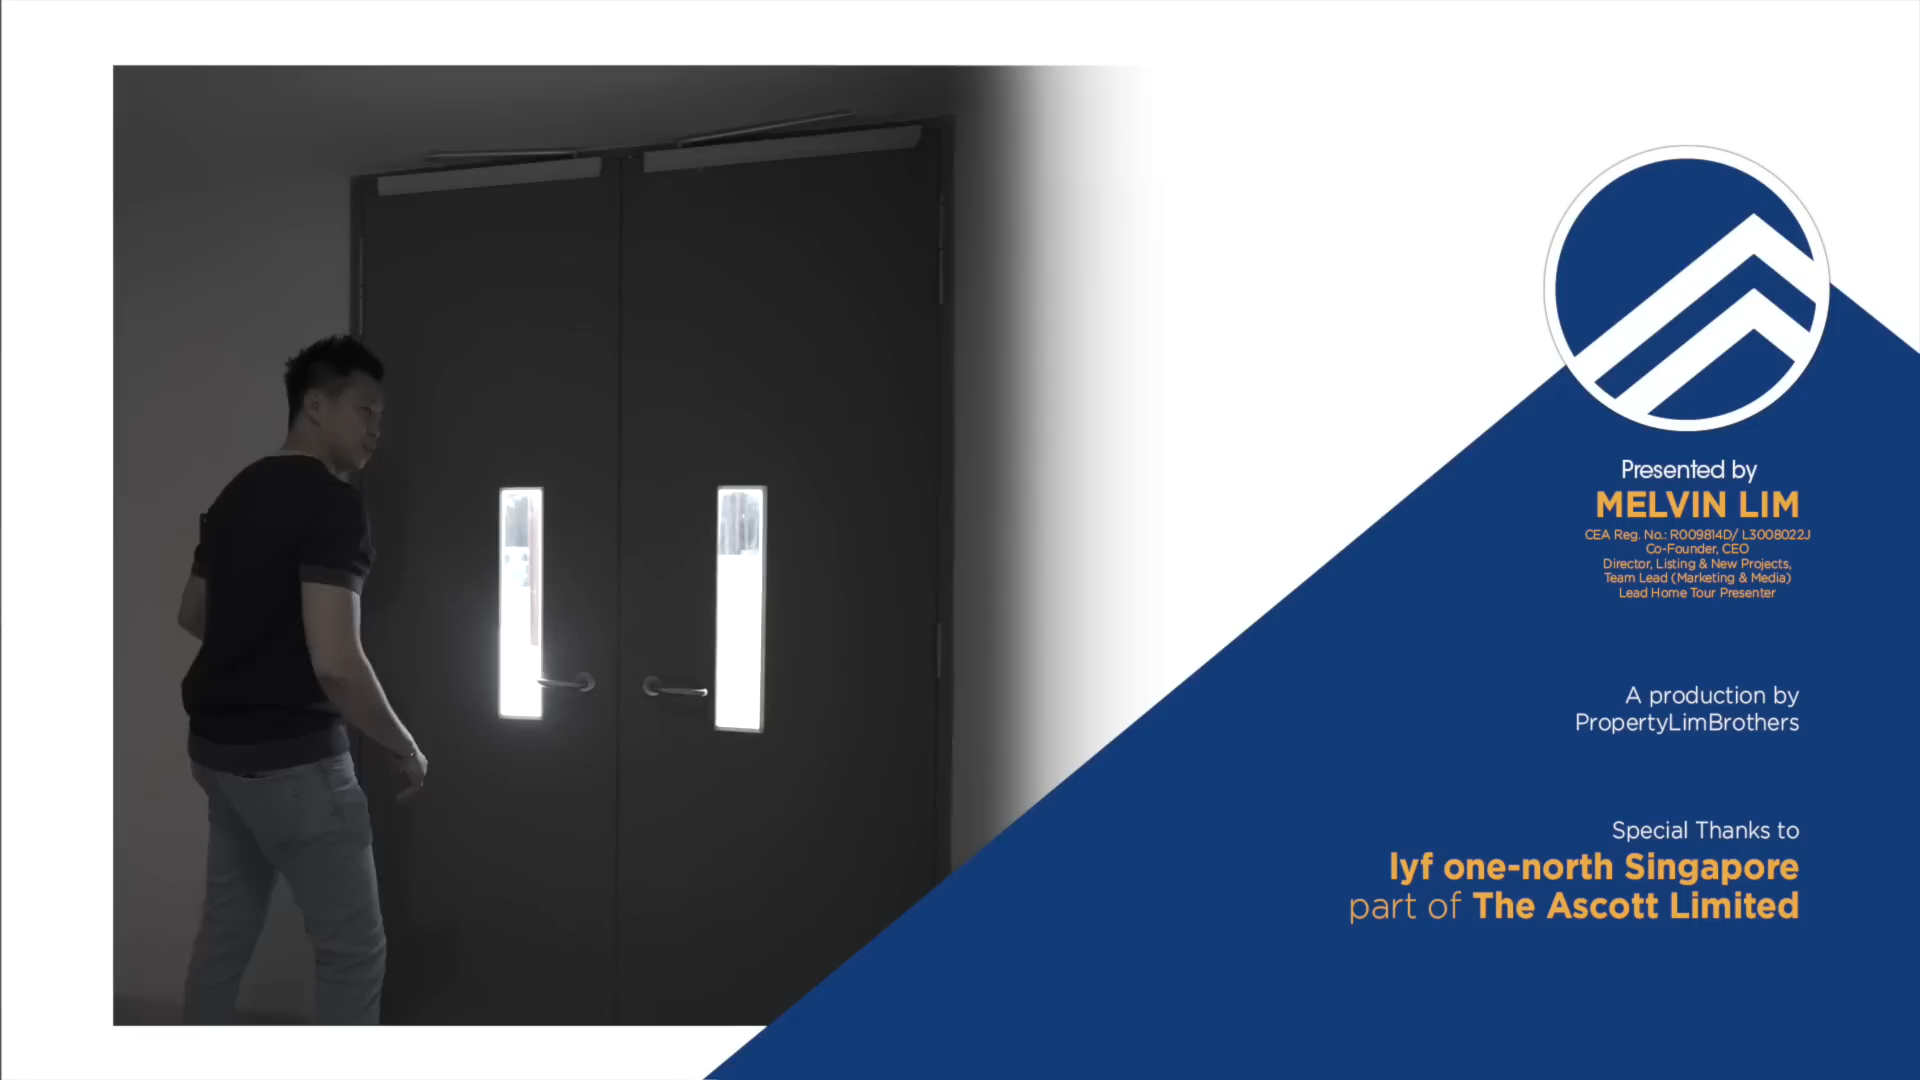 Presented by
MELVIN LIM
CEA Reg. No.: R009814D/ L3008022J
Co-Founder, CEO
Director, Listing & New Projects,
Team Lead (Marketing & Media)
Lead Home Tour Presenter
A production by
PropertyLimBrothers
Special Thanks to
lyf one-north Singapore
part of The Ascott Limited